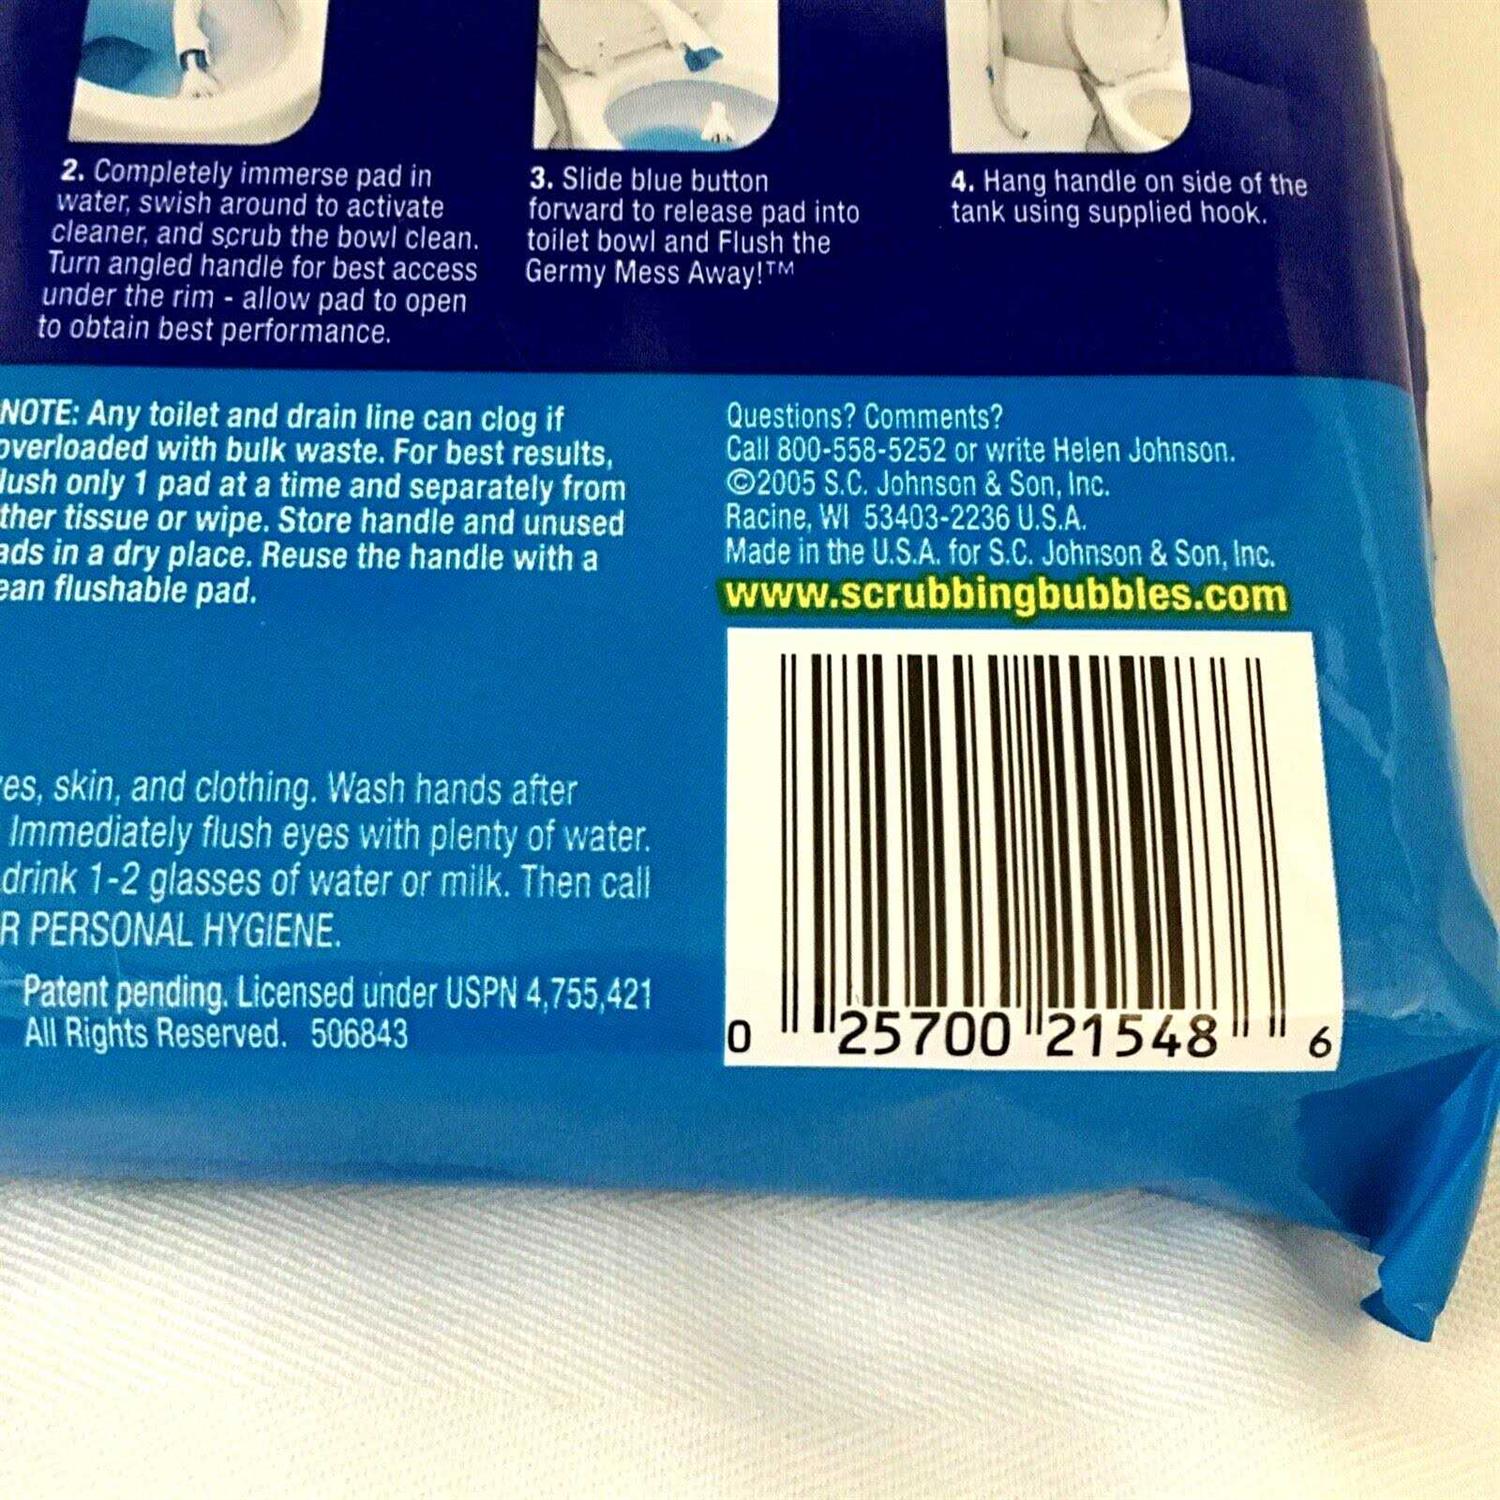 2. Completely immerse pad in
water, swish around to activate
cleaner, and scrub the bowl clean.
Turn angled handle for best access
under the rim - allow pad to open
to obtain best performance.
3. Slide blue button
forward to release pad into
toilet bowl and Flush the
Germy Mess Away!™
4. Hang handle on side of the
tank using supplied hook.
NOTE: Any toilet and drain line can clog if
overloaded with bulk waste. For best results,
lush only 1 pad at a time and separately from
ther tissue or wipe. Store handle and unused
ads in a dry place. Reuse the handle with a
ean flushable pad.
Questions? Comments?
Call 800-558-5252 or write Helen Johnson.
©2005 S.C. Johnson & Son, Inc.
Racine, WI 53403-2236 U.S.A.
Made in the U.S.A. for S.C. Johnson & Son, Inc.
www.scrubbingbubbles.com
es, skin, and clothing. Wash hands after
Immediately flush eyes with plenty of water.
drink 1-2 glasses of water or milk. Then call
R PERSONAL HYGIENE.
Patent pending. Licensed under USPN 4,755,421
All Rights Reserved. 506843
0 25700 21548 6